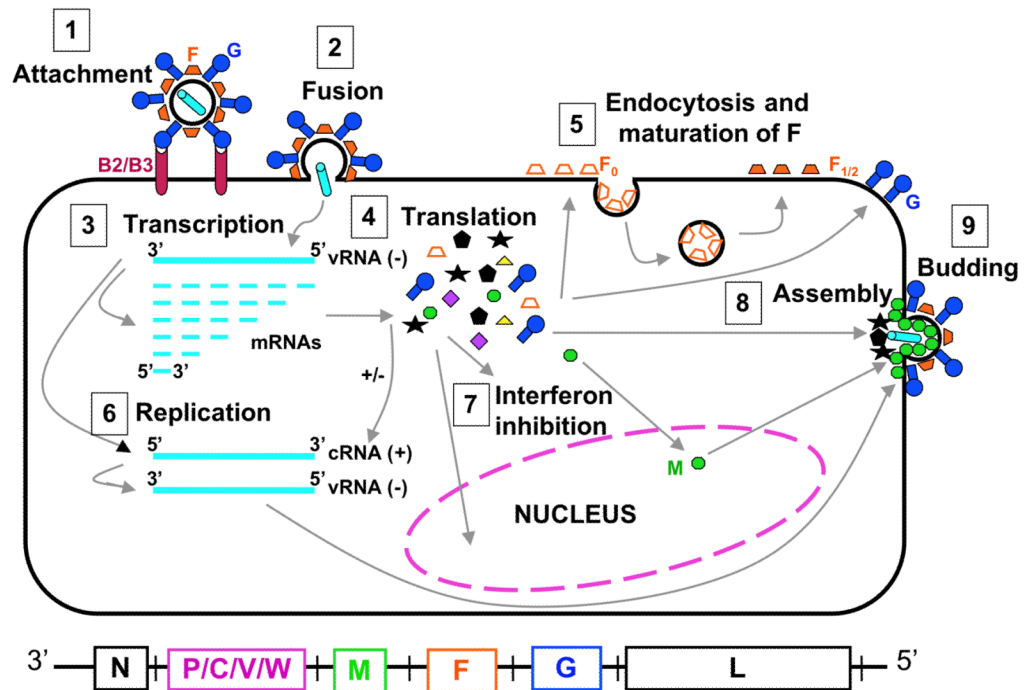 1
Attachment
F
G
B2/B3
2
Fusion
3
Transcription
3’
5’
vRNA (-)
mRNAs
5’
3’
4
Translation
+/-
5
Endocytosis and
maturation of F
F0
F1/2
G
6
Replication
5’
3’
cRNA (+)
3’
5’
vRNA (-)
7
Interferon
inhibition
M
NUCLEUS
8
Assembly
9
Budding
3’ N P/C/V/W M F G L 5’